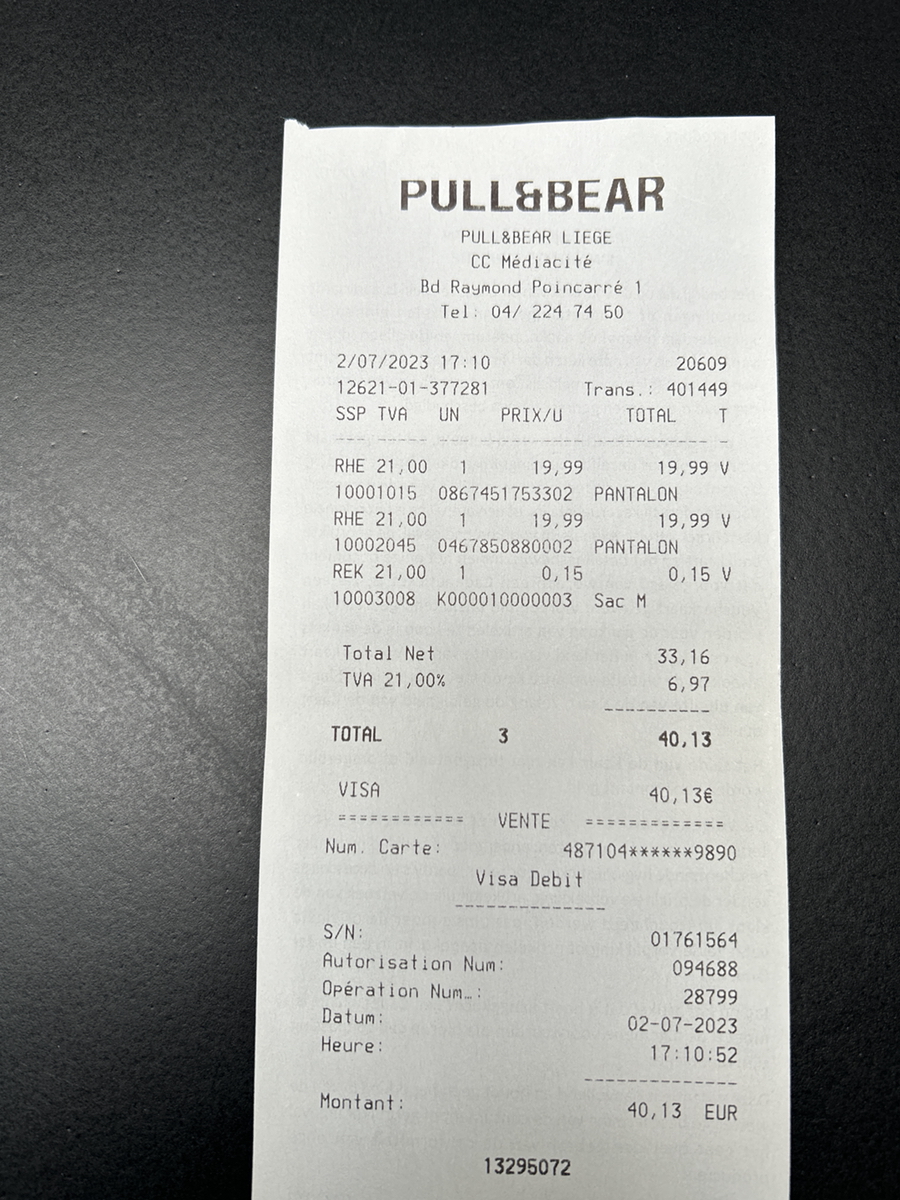 PULL&BEAR
PULL&BEAR LIEGE
CC Médiacité
Bd Raymond Poincarré 1
Tel: 04/ 224 74 50
2/07/2023 17:10 20609
12621-01-377281 Trans.: 401449
SSP TVA UN PRIX/U TOTAL T
RHE 21,00 1 19,99 19,99 V
10001015 0867451753302 PANTALON
RHE 21,00 1 19,99 19,99 V
10002045 0467850880002 PANTALON
REK 21,00 1 0,15 0,15 V
10003008 K000010000003 Sac M
Total Net 33,16
TVA 21,00% 6,97
----------
TOTAL 3 40,13
VISA 40,13€
============ VENTE =============
Num. Carte: 487104******9890
Visa Debit
--------------
S/N: 01761564
Autorisation Num: 094688
Opération Num…: 28799
Datum: 02-07-2023
Heure: 17:10:52
--------------
Montant: 40,13 EUR
13295072